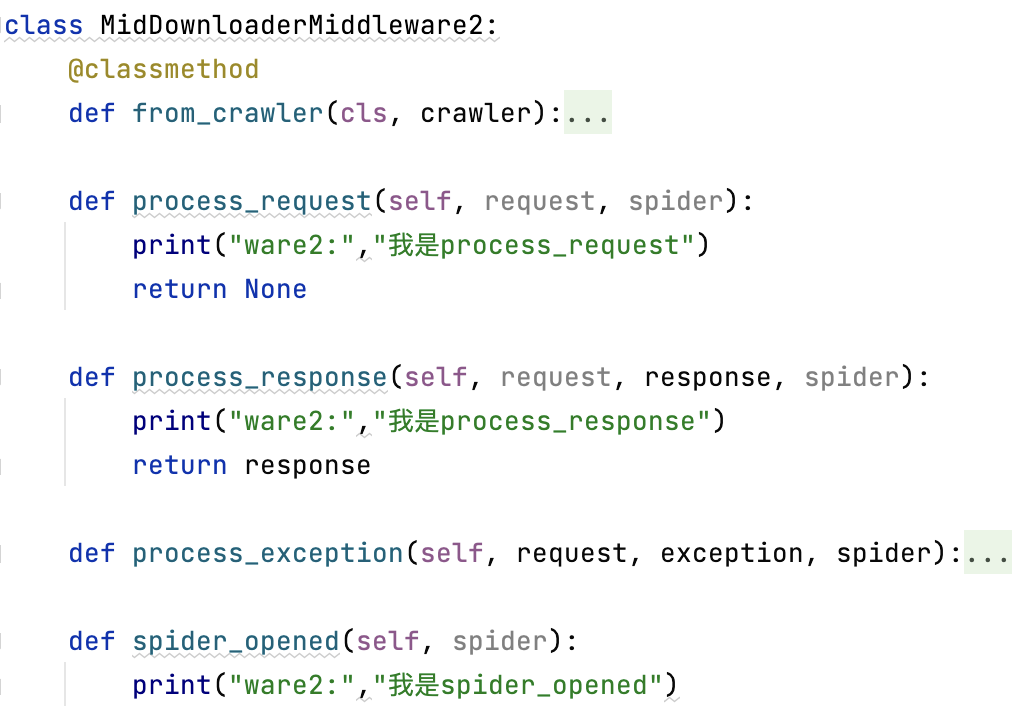 class MidDownloaderMiddleware2:
    @classmethod
    def from_crawler(cls, crawler):...
    def process_request(self, request, spider):
        print("ware2:","我是process_request")
        return None
    def process_response(self, request, response, spider):
        print("ware2:","我是process_response")
        return response
    def process_exception(self, request, exception, spider):...
    def spider_opened(self, spider):
        print("ware2:","我是spider_opened")